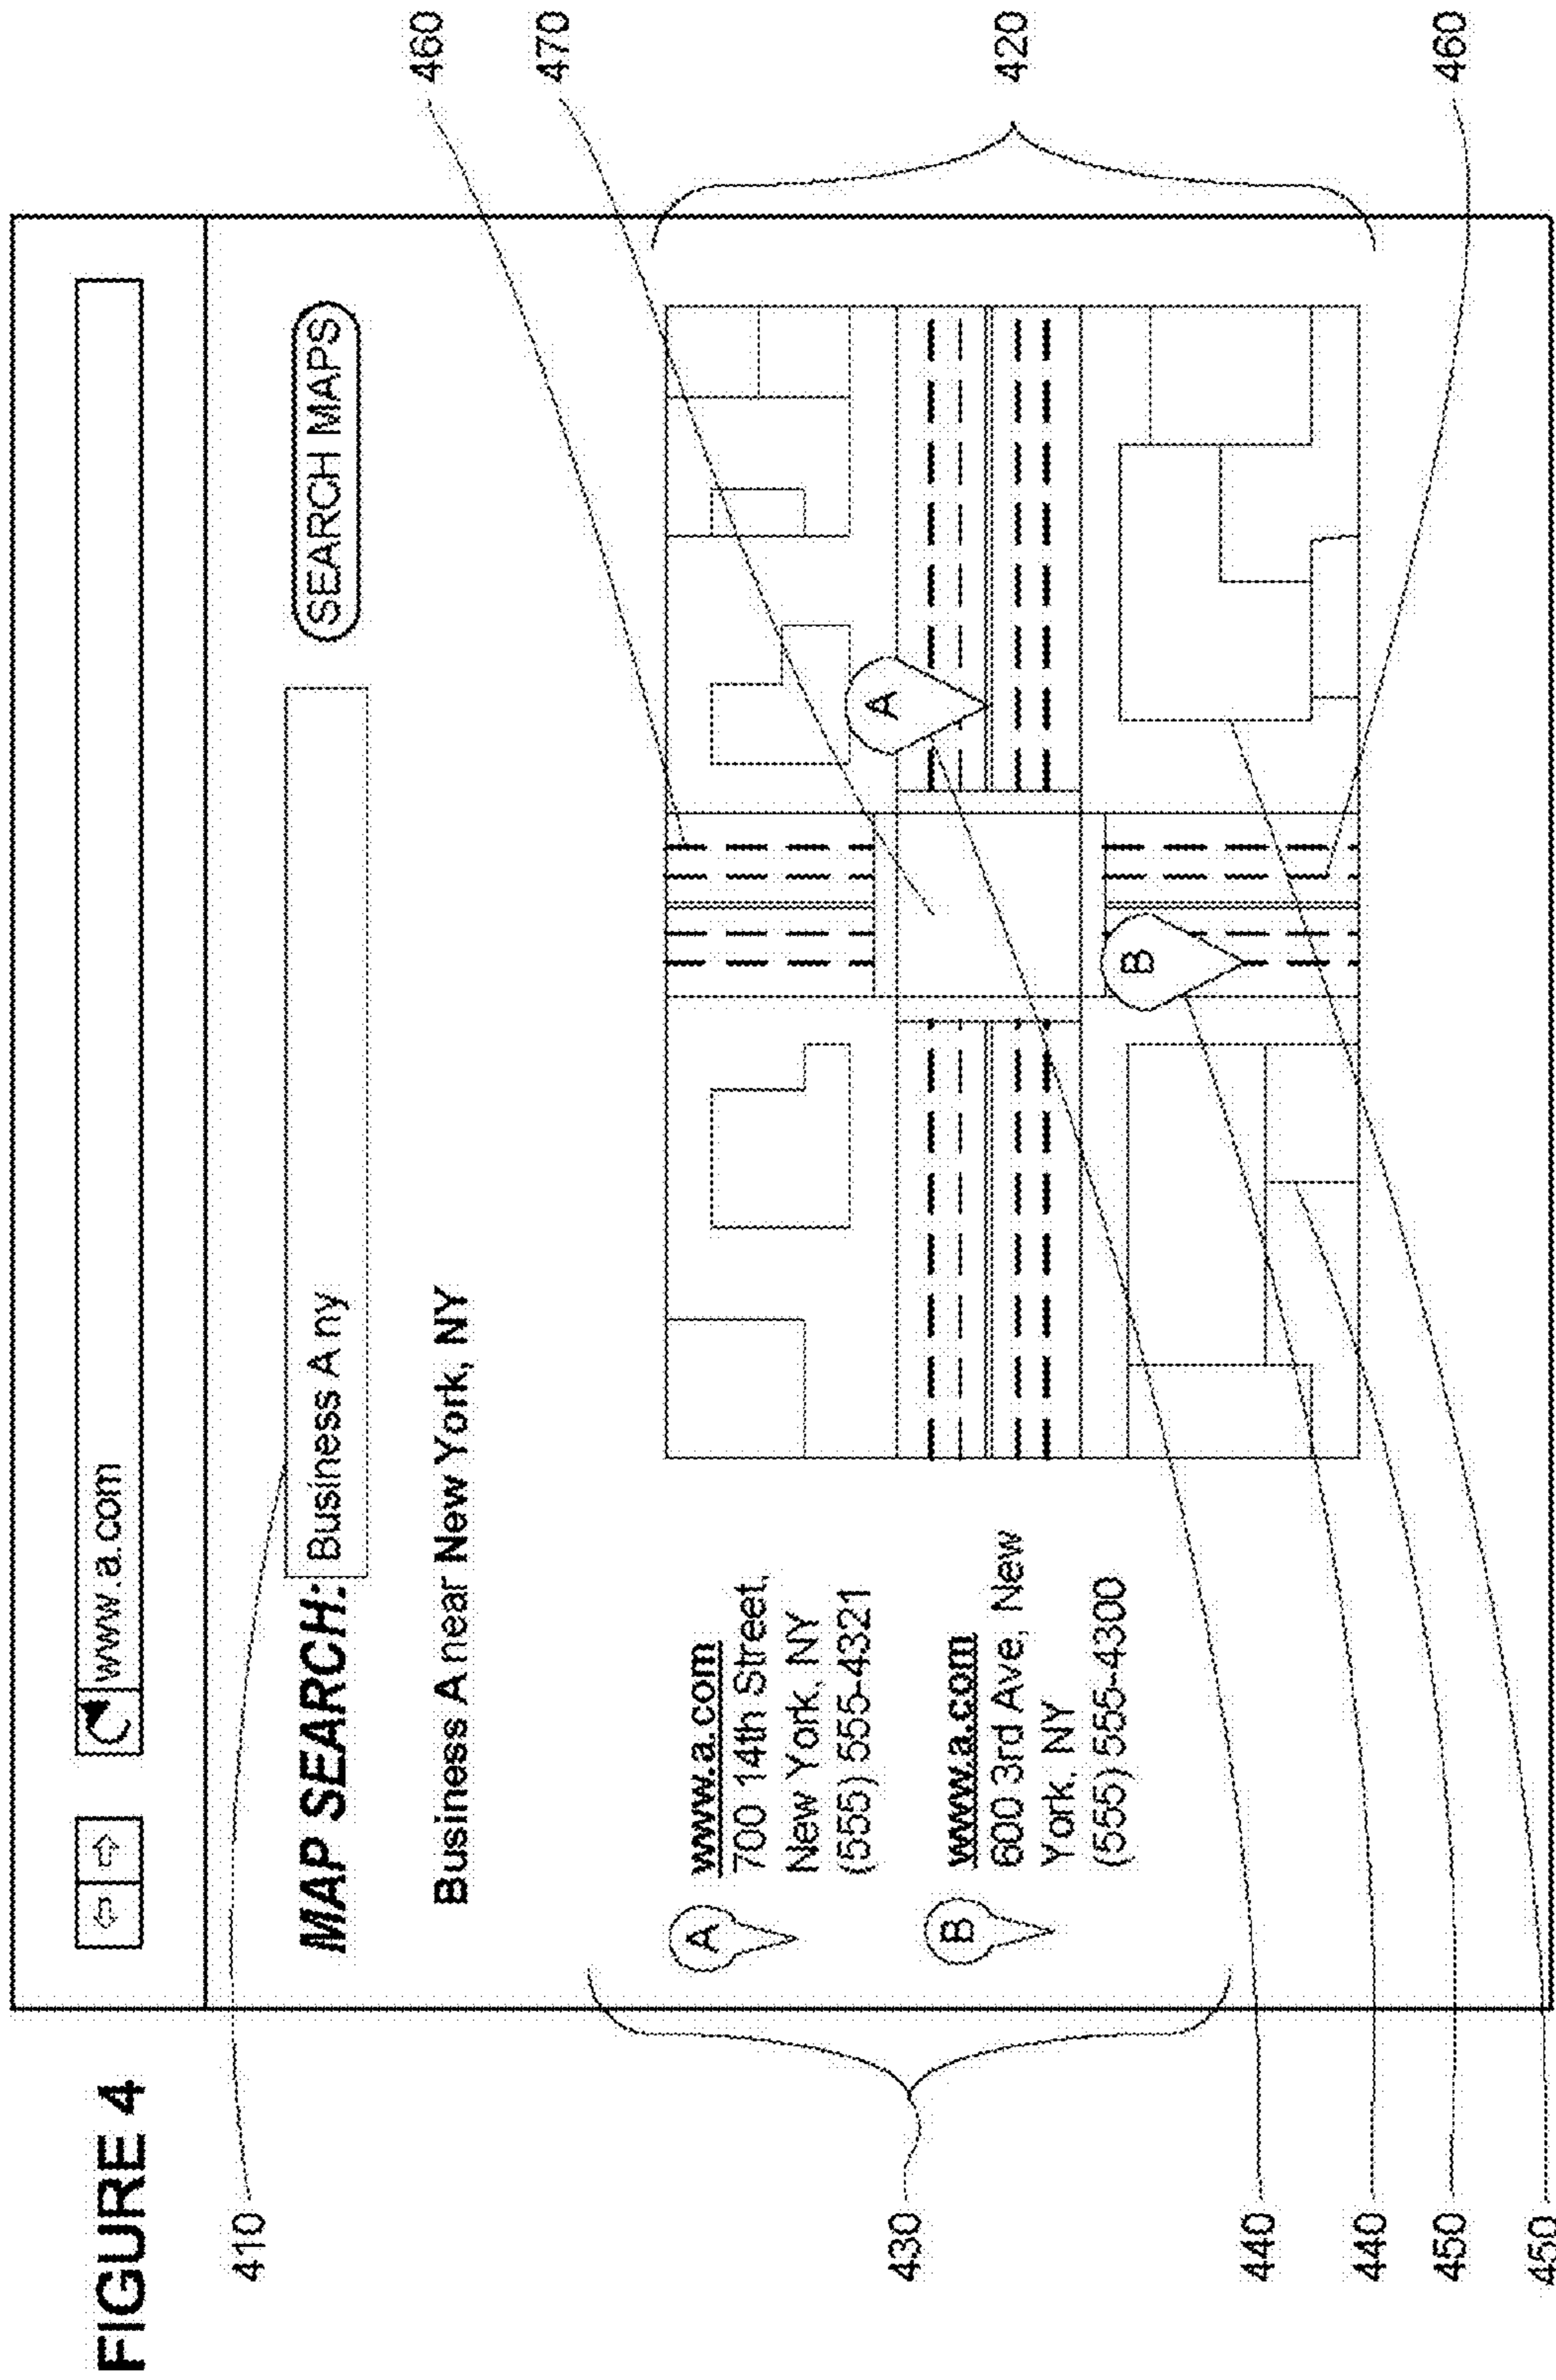 FIGURE 4
www.a.com
MAP SEARCH:
Business A ny
SEARCH MAPS
Business A near New York, NY
A
www.a.com
700 14th Street,
New York, NY
(555) 555-4321
B
www.a.com
600 3rd Ave, New
York, NY
(555) 555-4300
A
B
410
430
440
440
450
450
460
470
420
460